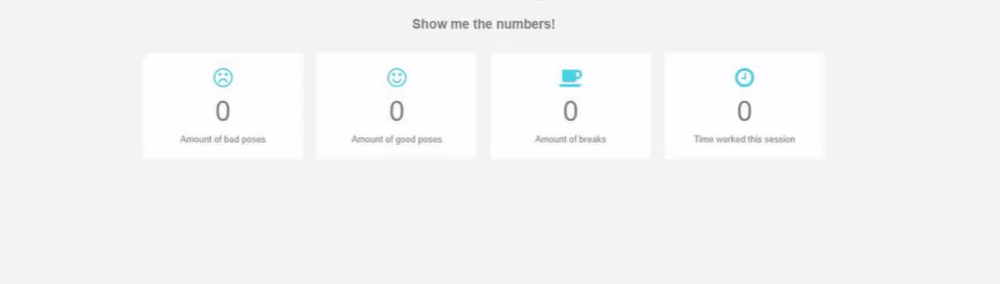 Show me the numbers!
0
Amount of bad poses
0
Amount of good poses
0
Amount of breaks
0
Time worked this session